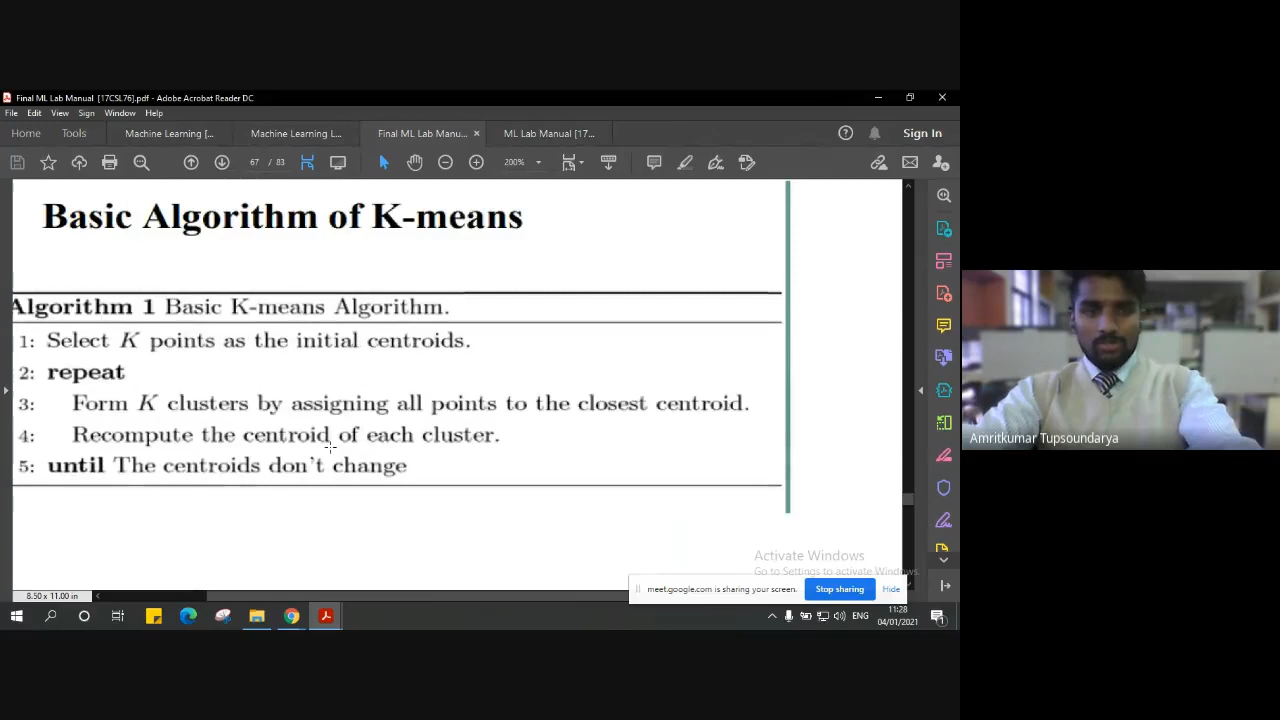 Final ML Lab Manual [17CSL76].pdf - Adobe Acrobat Reader DC
File Edit View Sign Window Help
Home Tools Machine Learning [... Machine Learning L... Final ML Lab Manu... × ML Lab Manual [17... Sign In
67 / 83 200%
Basic Algorithm of K-means
Algorithm 1 Basic K-means Algorithm.
1: Select K points as the initial centroids.
2: repeat
3: Form K clusters by assigning all points to the closest centroid.
4: Recompute the centroid of each cluster.
5: until The centroids don't change
Amritkumar Tupsoundarya
Activate Windows
Go to Settings to activate Windows.
meet.google.com is sharing your screen. Stop sharing Hide
8.50 x 11.00 in
ENG
11:28
04/01/2021
1